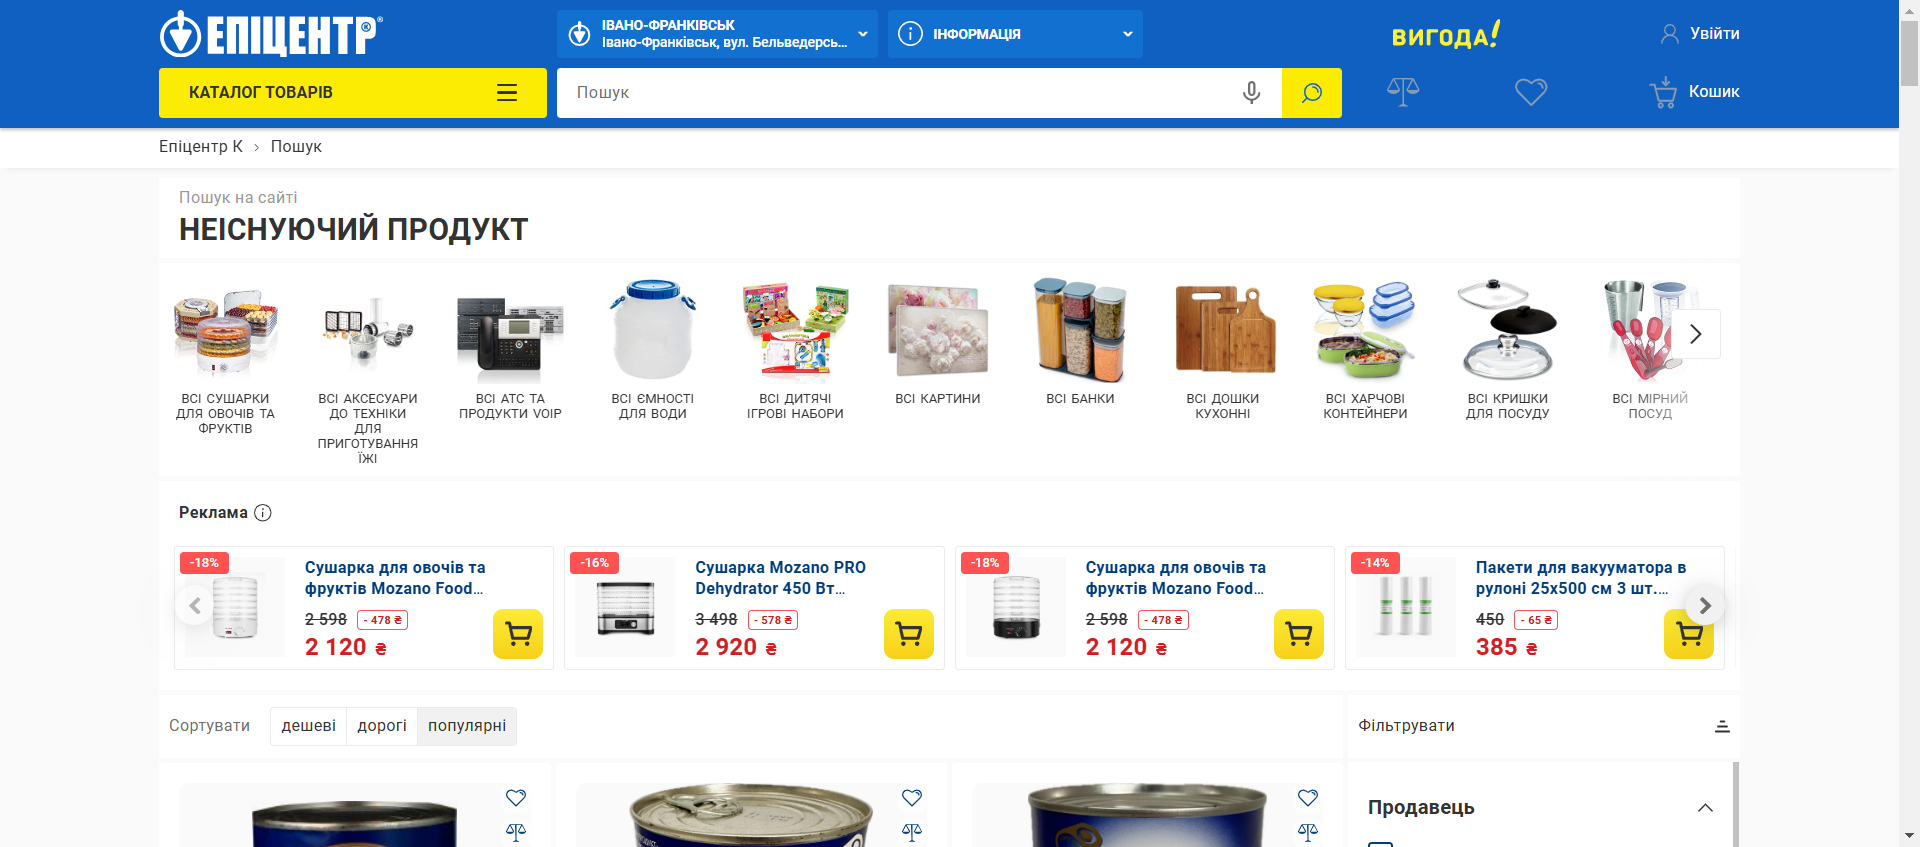 ЕПІЦЕНТР®
ІВАНО-ФРАНКІВСЬК
Івано-Франківськ, вул. Бельведерсь...
ІНФОРМАЦІЯ
ВИГОДА!
Увійти
КАТАЛОГ ТОВАРІВ
Пошук
Кошик
Епіцентр К > Пошук
Пошук на сайті
НЕІСНУЮЧИЙ ПРОДУКТ
ВСІ СУШАРКИ
ДЛЯ ОВОЧІВ ТА
ФРУКТІВ
ВСІ АКСЕСУАРИ
ДО ТЕХНІКИ
ДЛЯ
ПРИГОТУВАННЯ
ЇЖІ
ВСІ АТС ТА
ПРОДУКТИ VOIP
ВСІ ЄМНОСТІ
ДЛЯ ВОДИ
ВСІ ДИТЯЧІ
ІГРОВІ НАБОРИ
ВСІ КАРТИНИ
ВСІ БАНКИ
ВСІ ДОШКИ
КУХОННІ
ВСІ ХАРЧОВІ
КОНТЕЙНЕРИ
ВСІ КРИШКИ
ДЛЯ ПОСУДУ
ВСІ МІРНИЙ
ПОСУД
Реклама
-18%
Сушарка для овочів та
фруктів Mozano Food...
2 598 - 478 ₴
2 120 ₴
-16%
Сушарка Mozano PRO
Dehydrator 450 Вт...
3 498 - 578 ₴
2 920 ₴
-18%
Сушарка для овочів та
фруктів Mozano Food...
2 598 - 478 ₴
2 120 ₴
-14%
Пакети для вакууматора в
рулоні 25х500 см 3 шт....
450 - 65 ₴
385 ₴
Сортувати дешеві дорогі популярні
Фільтрувати
Продавець